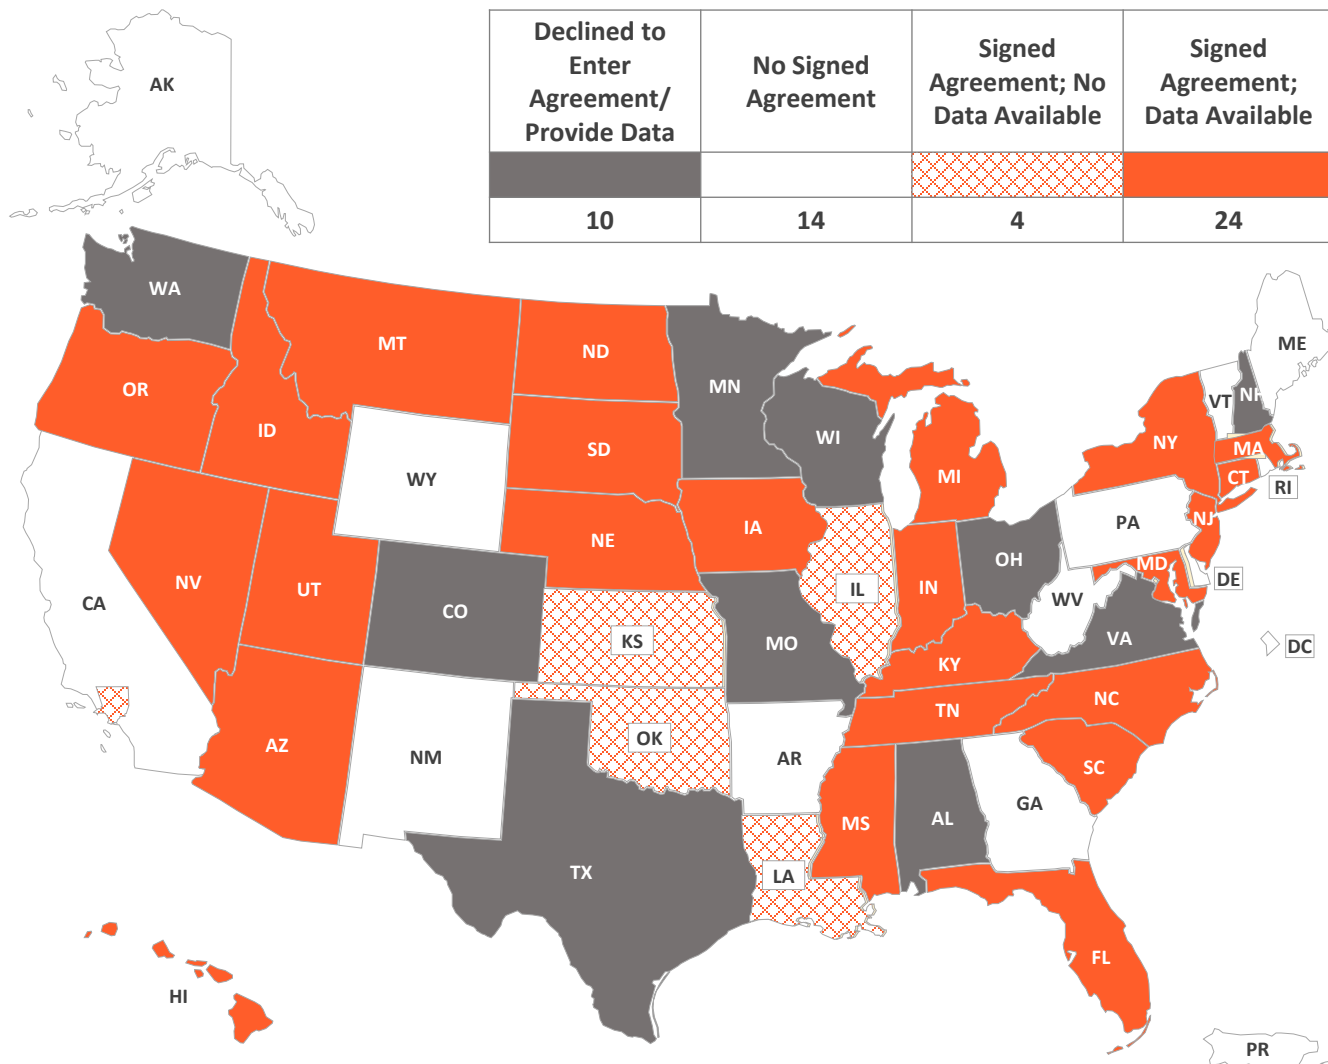 Declined to
Enter
Agreement/
Provide Data
No Signed
Agreement
Signed
Agreement; No
Data Available
Signed
Agreement;
Data Available
10
14
4
24
AK
WA
MT
ND
MN
ME
OR
ID
SD
WI
MI
NY
VT
NH
MA
CT
RI
WY
IA
NE
PA
NJ
OH
MD
DE
NV
UT
CA
CO
KS
IL
IN
WV
VA
DC
MO
KY
NC
TN
AZ
NM
OK
AR
SC
MS
AL
GA
TX
LA
FL
HI
PR